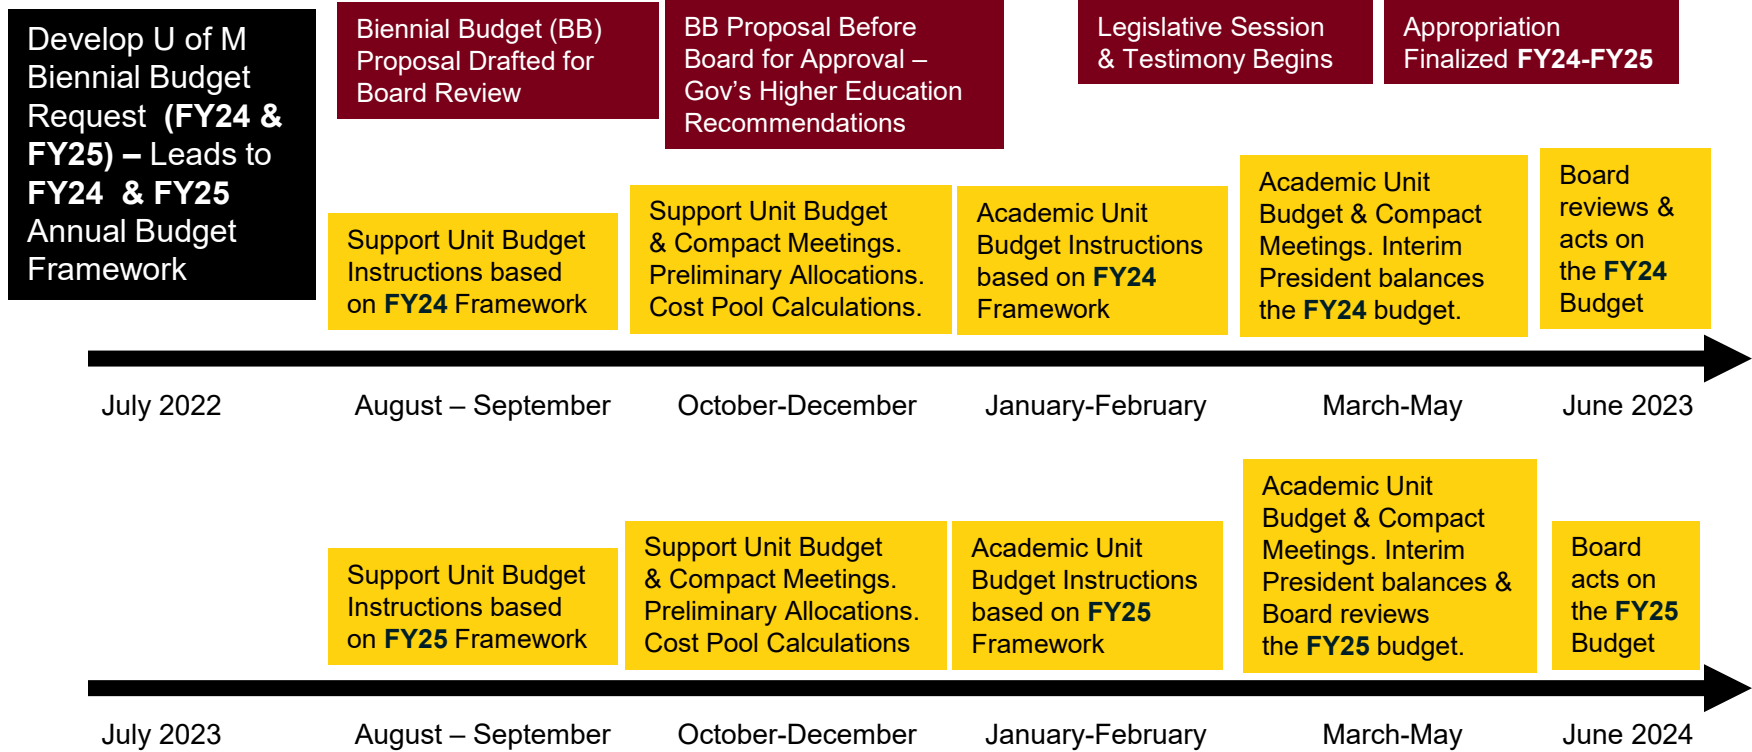 Develop U of M
Biennial Budget
Request (FY24 &
FY25) – Leads to
FY24 & FY25
Annual Budget
Framework
Biennial Budget (BB)
Proposal Drafted for
Board Review
BB Proposal Before
Board for Approval –
Gov's Higher Education
Recommendations
Legislative Session
& Testimony Begins
Appropriation
Finalized FY24-FY25
Support Unit Budget
Instructions based
on FY24 Framework
Support Unit Budget
& Compact Meetings.
Preliminary Allocations.
Cost Pool Calculations.
Academic Unit
Budget Instructions
based on FY24
Framework
Academic Unit
Budget & Compact
Meetings. Interim
President balances
the FY24 budget.
Board
reviews &
acts on
the FY24
Budget
July 2022
August – September
October-December
January-February
March-May
June 2023
Support Unit Budget
Instructions based
on FY25 Framework
Support Unit Budget
& Compact Meetings.
Preliminary Allocations.
Cost Pool Calculations
Academic Unit
Budget Instructions
based on FY25
Framework
Academic Unit
Budget & Compact
Meetings. Interim
President balances &
Board reviews
the FY25 budget.
Board
acts on
the FY25
Budget
July 2023
August – September
October-December
January-February
March-May
June 2024